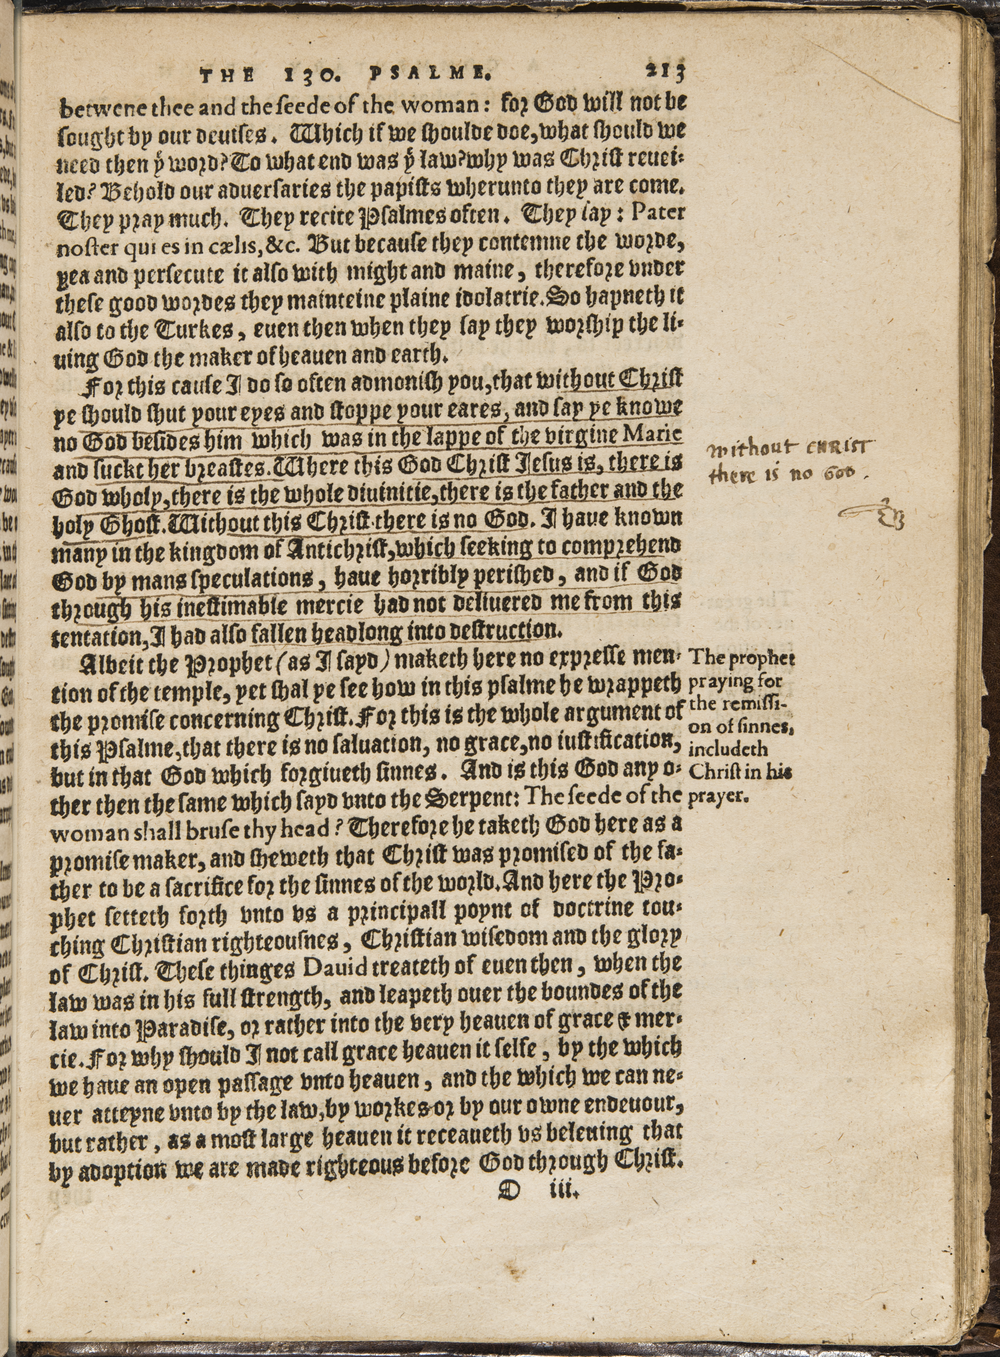 THE 130. PSALME. 213
betwene thee and the seede of the woman: for God will not be
sought by our deuises. Which if we shoulde doe, what should we
need then yͤ word? To what end was yͤ law? why was Christ reuei-
led? Behold our aduersaries the papists wherunto they are come.
They pray much. They recite Psalmes often. They say: Pater
noster qui es in cælis, &c. But because they contemne the worde,
yea and persecute it also with might and maine, therefore vnder
these good wordes they mainteine plaine idolatrie. So hapneth it
also to the Turkes, euen then when they say they worship the li-
uing God the maker of heauen and earth.
For this cause I do so often admonish you, that without Christ
ye should shut your eyes and stoppe your eares, and say ye knowe
no God besides him which was in the lappe of the virgine Marie
and suckt her breastes. Where this God Christ Iesus is, there is
God wholy, there is the whole diuinitie, there is the father and the
holy Ghost. Without this Christ there is no God. I haue known
many in the kingdom of Antichrist, which seeking to comprehend
God by mans speculations, haue horribly perished, and if God
through his inestimable mercie had not deliuered me from this
tentation, I had also fallen headlong into destruction.
without CHRIST
there is no GOD.
Albeit the Prophet (as I sayd) maketh here no expresse men-
tion of the temple, yet shal ye see how in this psalme he wrappeth
the promise concerning Christ. For this is the whole argument of
this Psalme, that there is no saluation, no grace, no iustification,
but in that God which forgiueth sinnes. And is this God any o-
ther then the same which sayd vnto the Serpent: The seede of the
woman shall bruse thy head? Therefore he taketh God here as a
promise maker, and sheweth that Christ was promised of the fa-
ther to be a sacrifice for the sinnes of the world. And here the Pro-
phet setteth forth vnto vs a principall poynt of doctrine tou-
ching Christian righteousnes, Christian wisedom and the glory
of Christ. These thinges Dauid treateth of euen then, when the
law was in his full strength, and leapeth ouer the boundes of the
law into Paradise, or rather into the very heauen of grace & mer-
cie. For why should I not call grace heauen it selfe, by the which
we haue an open passage vnto heauen, and the which we can ne-
uer atteyne vnto by the law, by workes or by our owne endeuour,
but rather, as a most large heauen it receaueth vs beleuing that
by adoption we are made righteous before God through Christ.
The prophet
praying for
the remissi-
on of sinnes,
includeth
Christ in his
prayer.
D iii.